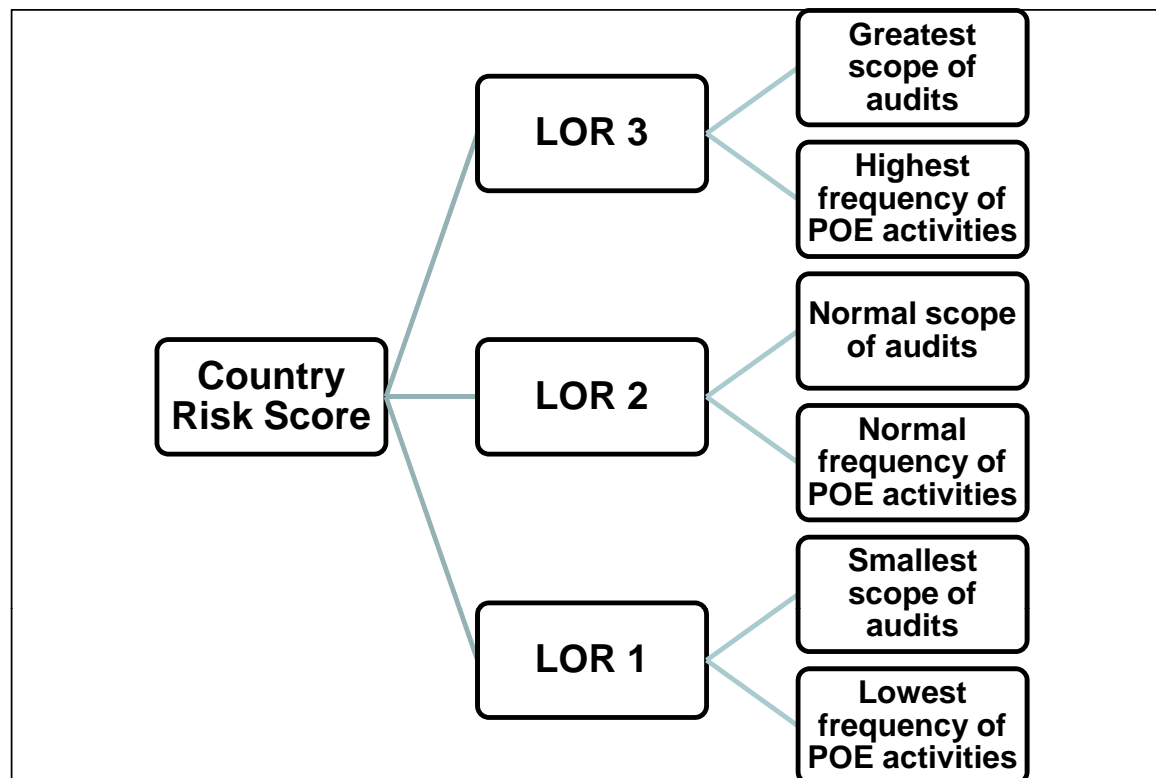 Country
Risk Score
LOR 3
Greatest
scope of
audits
Highest
frequency of
POE activities
LOR 2
Normal scope
of audits
Normal
frequency of
POE activities
LOR 1
Smallest
scope of
audits
Lowest
frequency of
POE activities